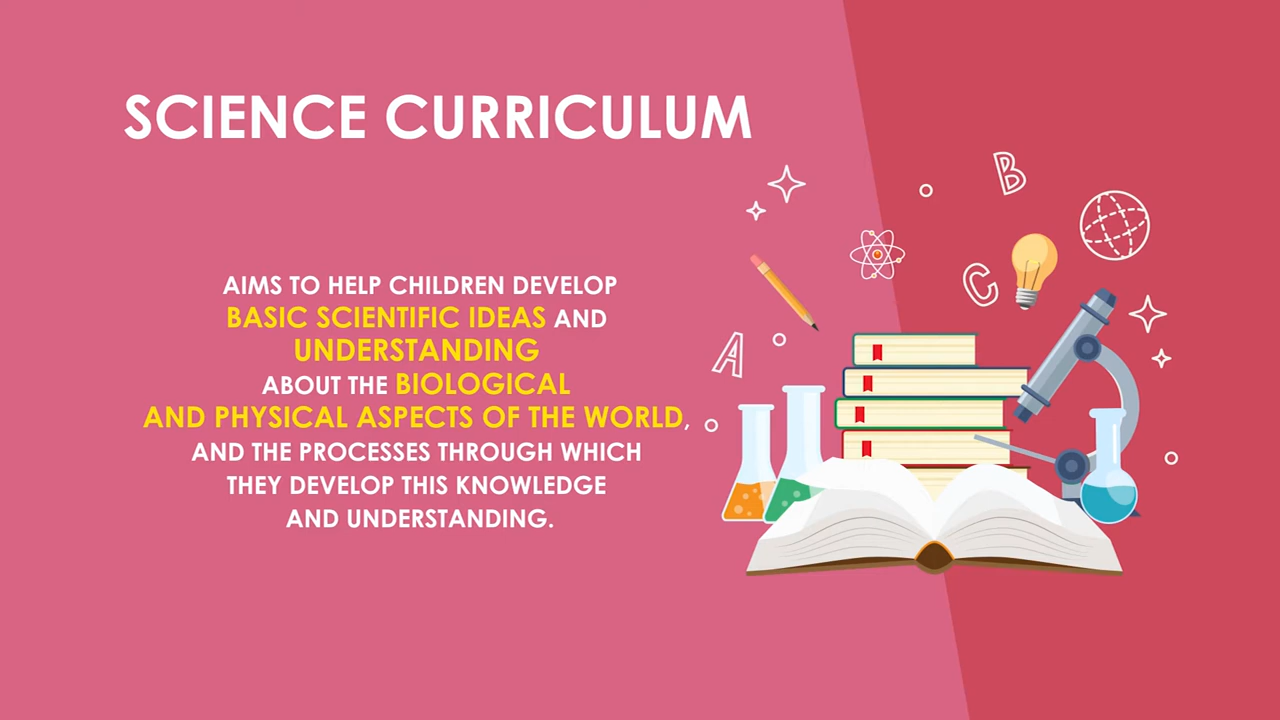 SCIENCE CURRICULUM
AIMS TO HELP CHILDREN DEVELOP
BASIC SCIENTIFIC IDEAS AND
UNDERSTANDING
ABOUT THE BIOLOGICAL
AND PHYSICAL ASPECTS OF THE WORLD,
AND THE PROCESSES THROUGH WHICH
THEY DEVELOP THIS KNOWLEDGE
AND UNDERSTANDING.
B
C
A